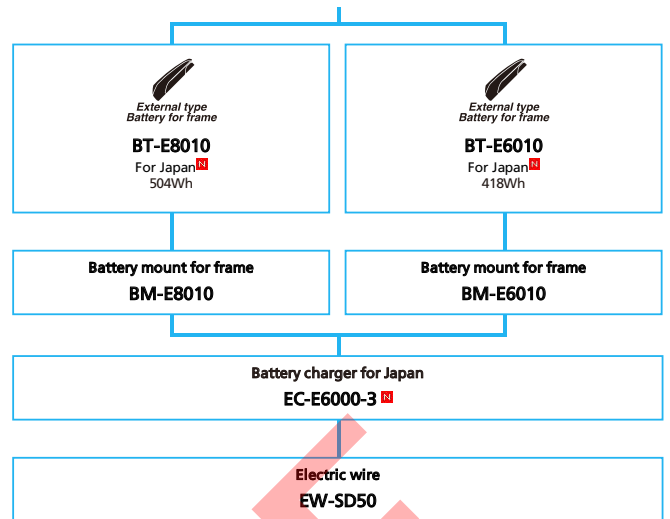 External type
Battery for frame
BT-E8010
For Japan N
504Wh
External type
Battery for frame
BT-E6010
For Japan N
418Wh
Battery mount for frame
BM-E8010
Battery mount for frame
BM-E6010
Battery charger for Japan
EC-E6000-3 N
Electric wire
EW-SD50